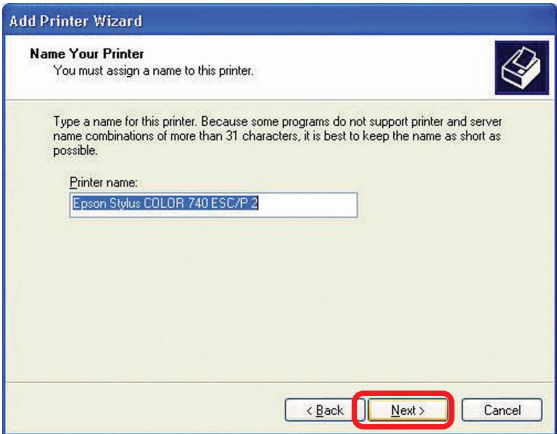 Add Printer Wizard
Name Your Printer
You must assign a name to this printer.
Type a name for this printer. Because some programs do not support printer and server
name combinations of more than 31 characters, it is best to keep the name as short as
possible.
Printer name:
Epson Stylus COLOR 740 ESC/P 2
< Back
Next >
Cancel